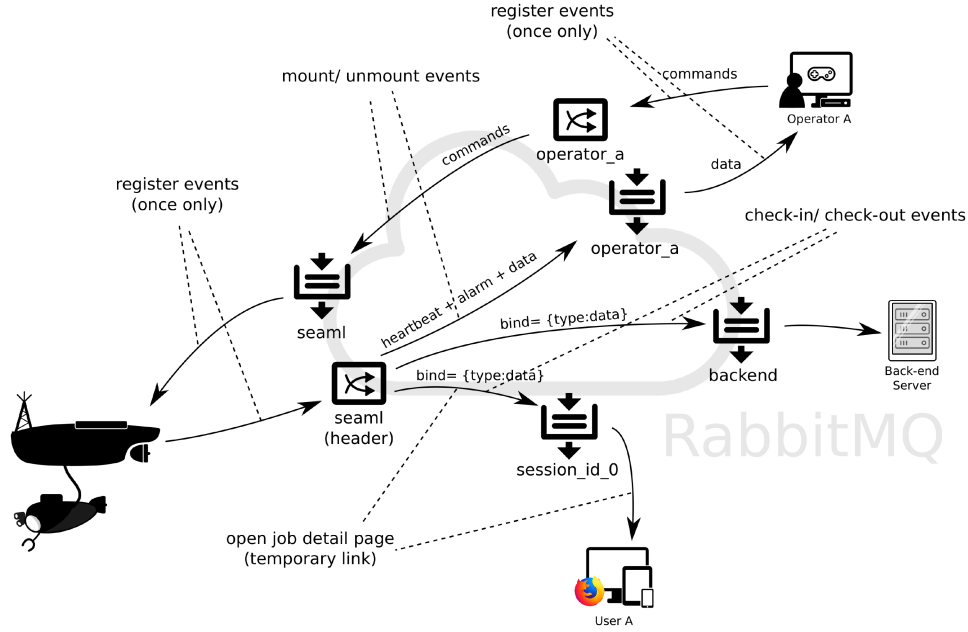 register events
(once only)
mount/ unmount events
commands
Operator A
commands
operator_a
data
register events
(once only)
check-in/ check-out events
operator_a
heartbeat + alarm + data
seaml
bind= {type:data}
backend
Back-end
Server
bind= {type:data}
seaml
(header)
RabbitMQ
session_id_0
open job detail page
(temporary link)
User A